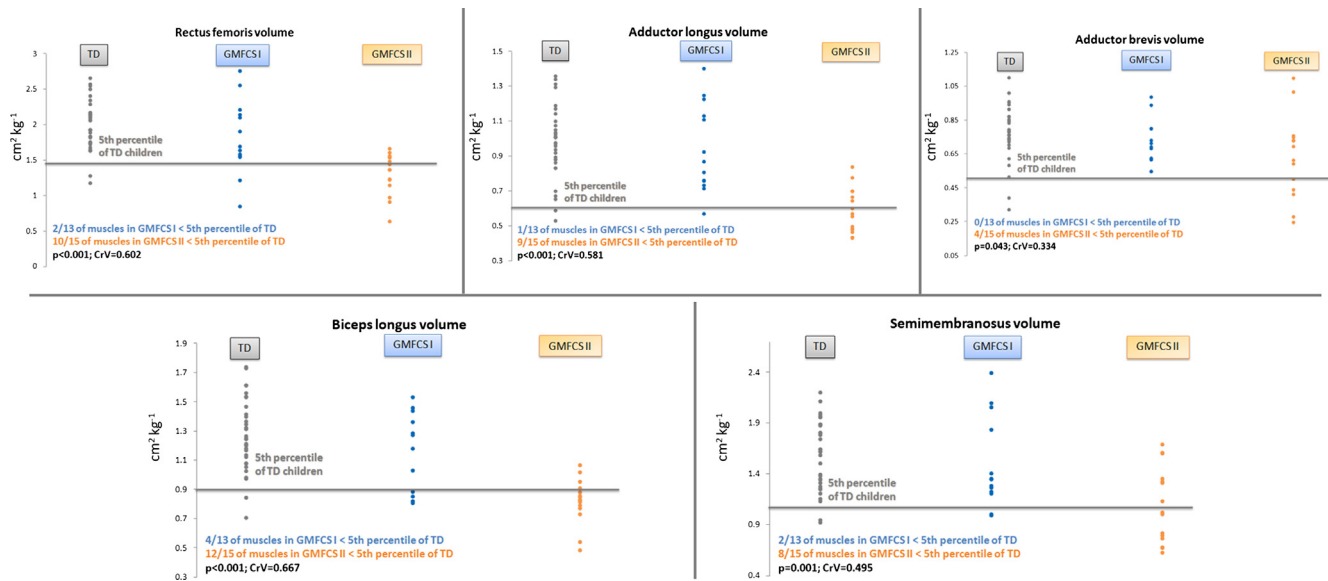 Rectus femoris volume
TD
GMFCS I
GMFCS II
cm² kg⁻¹
3
2.5
2
1.5
1
0.5
0
5th percentile
of TD children
2/13 of muscles in GMFCS I < 5th percentile of TD
10/15 of muscles in GMFCS II < 5th percentile of TD
p<0.001; CrV=0.602
Adductor longus volume
TD
GMFCS I
GMFCS II
cm² kg⁻¹
1.5
1.3
1.1
0.9
0.7
0.5
0.3
5th percentile
of TD children
1/13 of muscles in GMFCS I < 5th percentile of TD
9/15 of muscles in GMFCS II < 5th percentile of TD
p<0.001; CrV=0.581
Adductor brevis volume
TD
GMFCS I
GMFCS II
cm² kg⁻¹
1.25
1.05
0.85
0.65
0.45
0.25
0.05
5th percentile
of TD children
0/13 of muscles in GMFCS I < 5th percentile of TD
4/15 of muscles in GMFCS II < 5th percentile of TD
p=0.043; CrV=0.334
Biceps longus volume
TD
GMFCS I
GMFCS II
cm² kg⁻¹
1.9
1.7
1.5
1.3
1.1
0.9
0.7
0.5
0.3
5th percentile
of TD children
4/13 of muscles in GMFCS I < 5th percentile of TD
12/15 of muscles in GMFCS II < 5th percentile of TD
p<0.001; CrV=0.667
Semimembranosus volume
TD
GMFCS I
GMFCS II
cm² kg⁻¹
2.4
1.9
1.4
0.9
0.4
5th percentile
of TD children
2/13 of muscles in GMFCS I < 5th percentile of TD
8/15 of muscles in GMFCS II < 5th percentile of TD
p=0.001; CrV=0.495